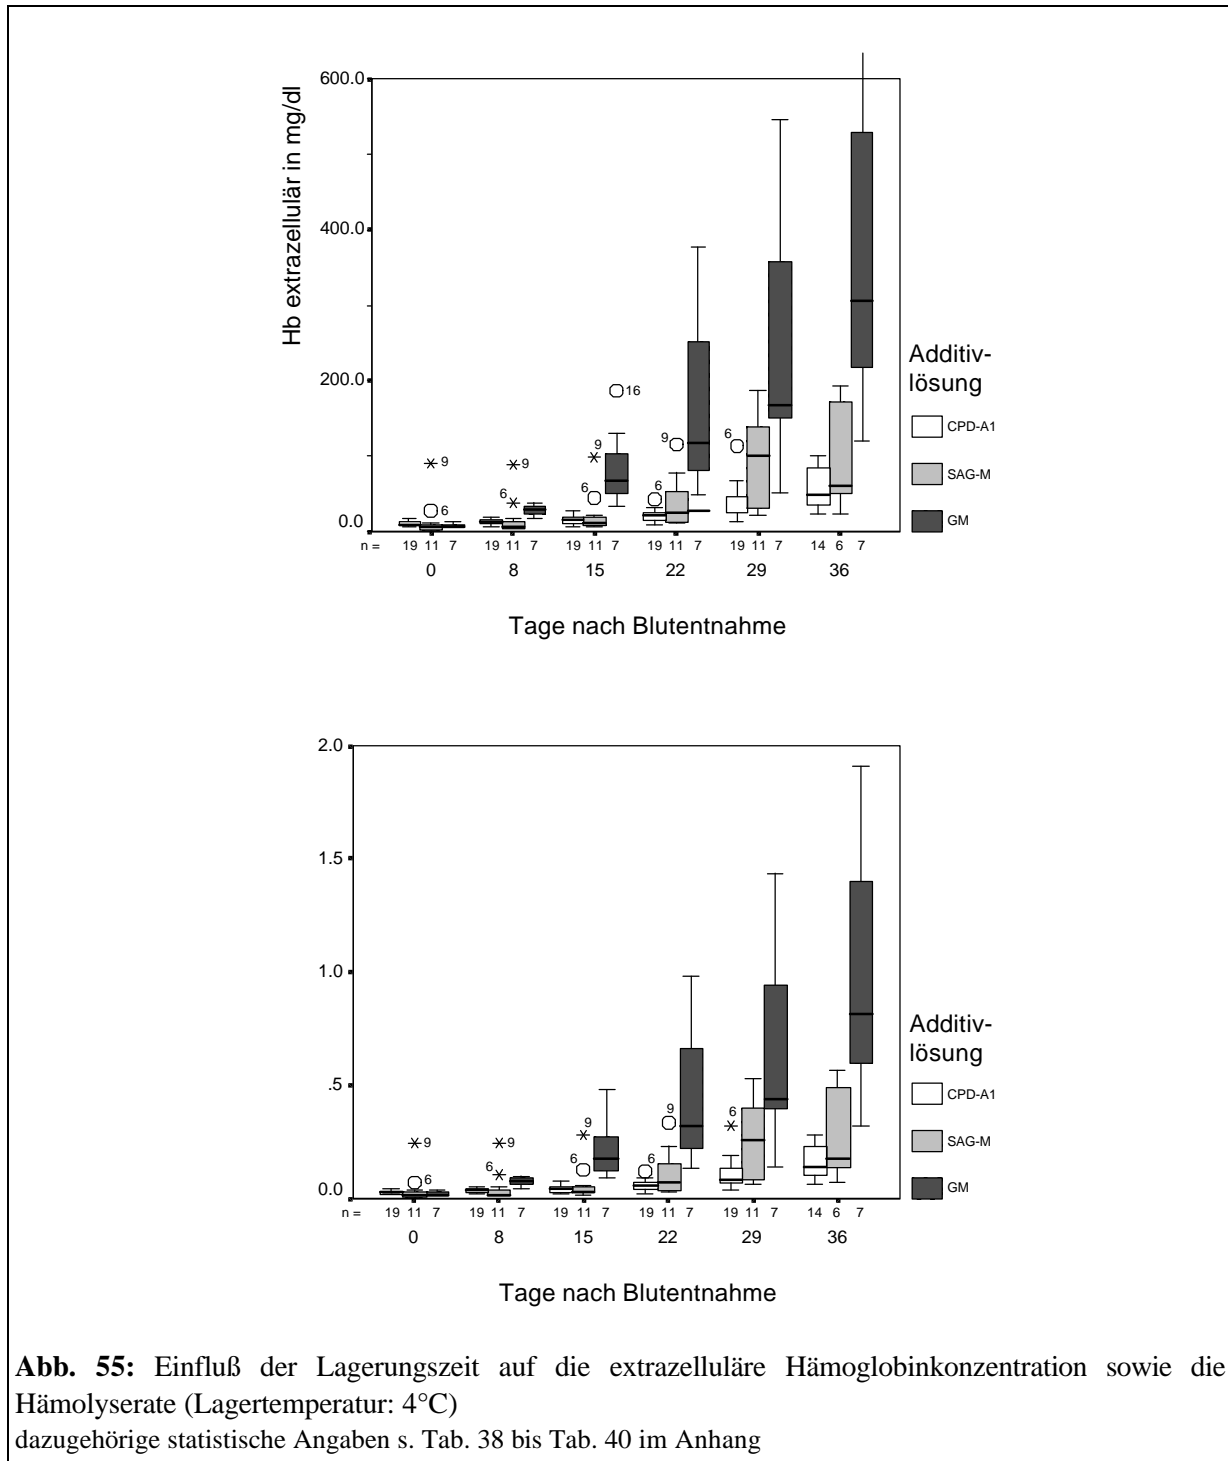 Hb extrazellulär in mg/dl
600.0
400.0
200.0
0.0
9
6
9
6
9
6
16
6
9
6
n = 19 11 7 19 11 7 19 11 7 19 11 7 19 11 7 14 6 7
0 8 15 22 29 36
Tage nach Blutentnahme
Additiv-
lösung
CPD-A1
SAG-M
GM
2.0
1.5
1.0
.5
0.0
9
6
9
6
9
6
6
9
6
n = 19 11 7 19 11 7 19 11 7 19 11 7 19 11 7 14 6 7
0 8 15 22 29 36
Tage nach Blutentnahme
Additiv-
lösung
CPD-A1
SAG-M
GM
Abb. 55: Einfluß der Lagerungszeit auf die extrazelluläre Hämoglobinkonzentration sowie die
Hämolyserate (Lagertemperatur: 4°C)
dazugehörige statistische Angaben s. Tab. 38 bis Tab. 40 im Anhang